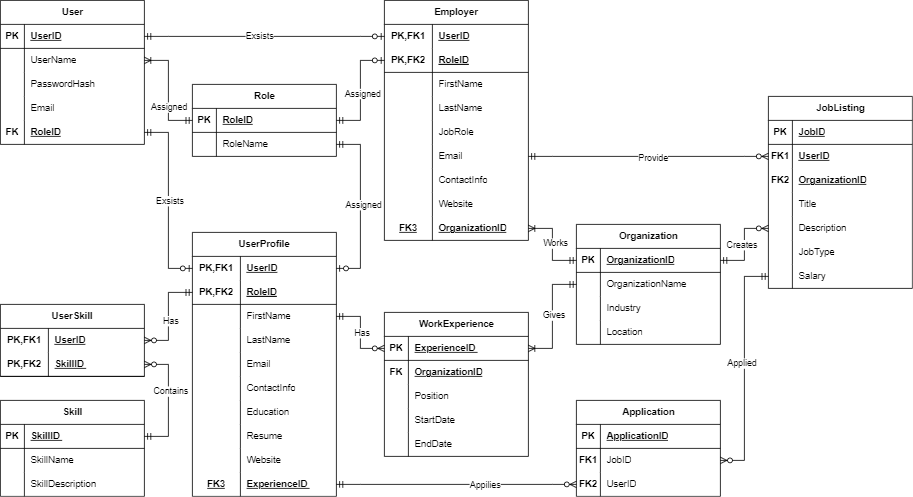 User
PK UserID
UserName
PasswordHash
Email
FK RoleID
Exsists
Assigned
Exsists
Role
PK RoleID
RoleName
Assigned
Assigned
Employer
PK,FK1 UserID
PK,FK2 RoleID
FirstName
LastName
JobRole
Email
ContactInfo
Website
FK3 OrganizationID
Provide
Works
JobListing
PK JobID
FK1 UserID
FK2 OrganizationID
Title
Description
JobType
Salary
Creates
Applied
Organization
PK OrganizationID
OrganizationName
Industry
Location
Gives
UserProfile
PK,FK1 UserID
PK,FK2 RoleID
FirstName
LastName
Email
ContactInfo
Education
Resume
Website
FK3 ExperienceID
Has
Has
Contains
UserSkill
PK,FK1 UserID
PK,FK2 SkillID
Skill
PK SkillID
SkillName
SkillDescription
WorkExperience
PK ExperienceID
FK OrganizationID
Position
StartDate
EndDate
Appilies
Application
PK ApplicationID
FK1 JobID
FK2 UserID